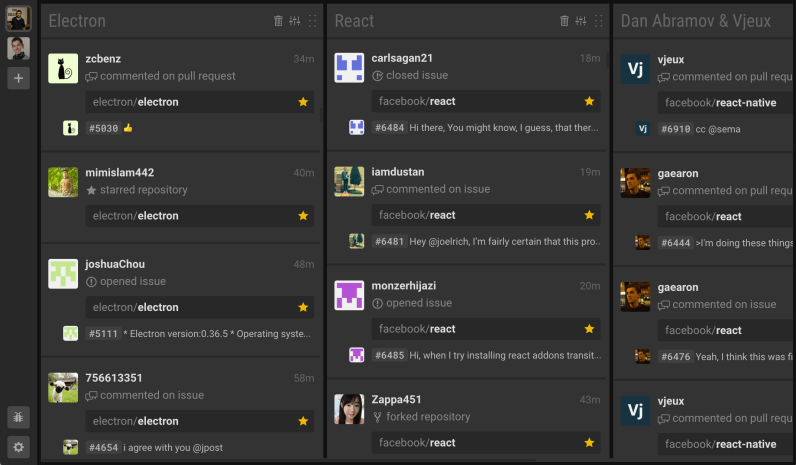 Electron
zcbenz 34m
commented on pull request
electron/electron
#5030 👍
mimislam442 40m
starred repository
electron/electron
joshuaChou 48m
opened issue
electron/electron
#5111 * Electron version:0.36.5 * Operating syste...
756613351 58m
commented on issue
electron/electron
#4654 i agree with you @jpost
React
carlsagan21 18m
closed issue
facebook/react
#6484 Hi there, You might know, I guess, that ther...
iamdustan 19m
commented on issue
facebook/react
#6481 Hey @joelrich, I'm fairly certain that this pro...
monzerhijazi 20m
opened issue
facebook/react
#6485 Hi, when I try installing react addons transit...
Zappa451 43m
forked repository
facebook/react
Dan Abramov & Vjeux
Vj
vjeux
commented on pull requ
facebook/react-native
Vj
#6910 cc @sema
gaearon
commented on pull requ
facebook/react
#6444 >I'm doing these things
gaearon
commented on issue
facebook/react
#6476 Yeah, I think this was fi
Vj
vjeux
commented on pull requ
facebook/react-native